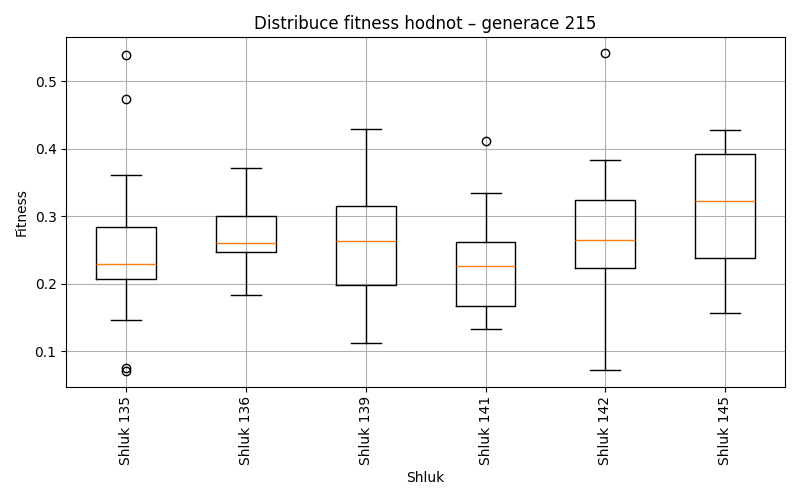 Distribuce fitness hodnot – generace 215
Fitness
0.5
0.4
0.3
0.2
0.1
Shluk 135
Shluk 136
Shluk 139
Shluk 141
Shluk 142
Shluk 145
Shluk